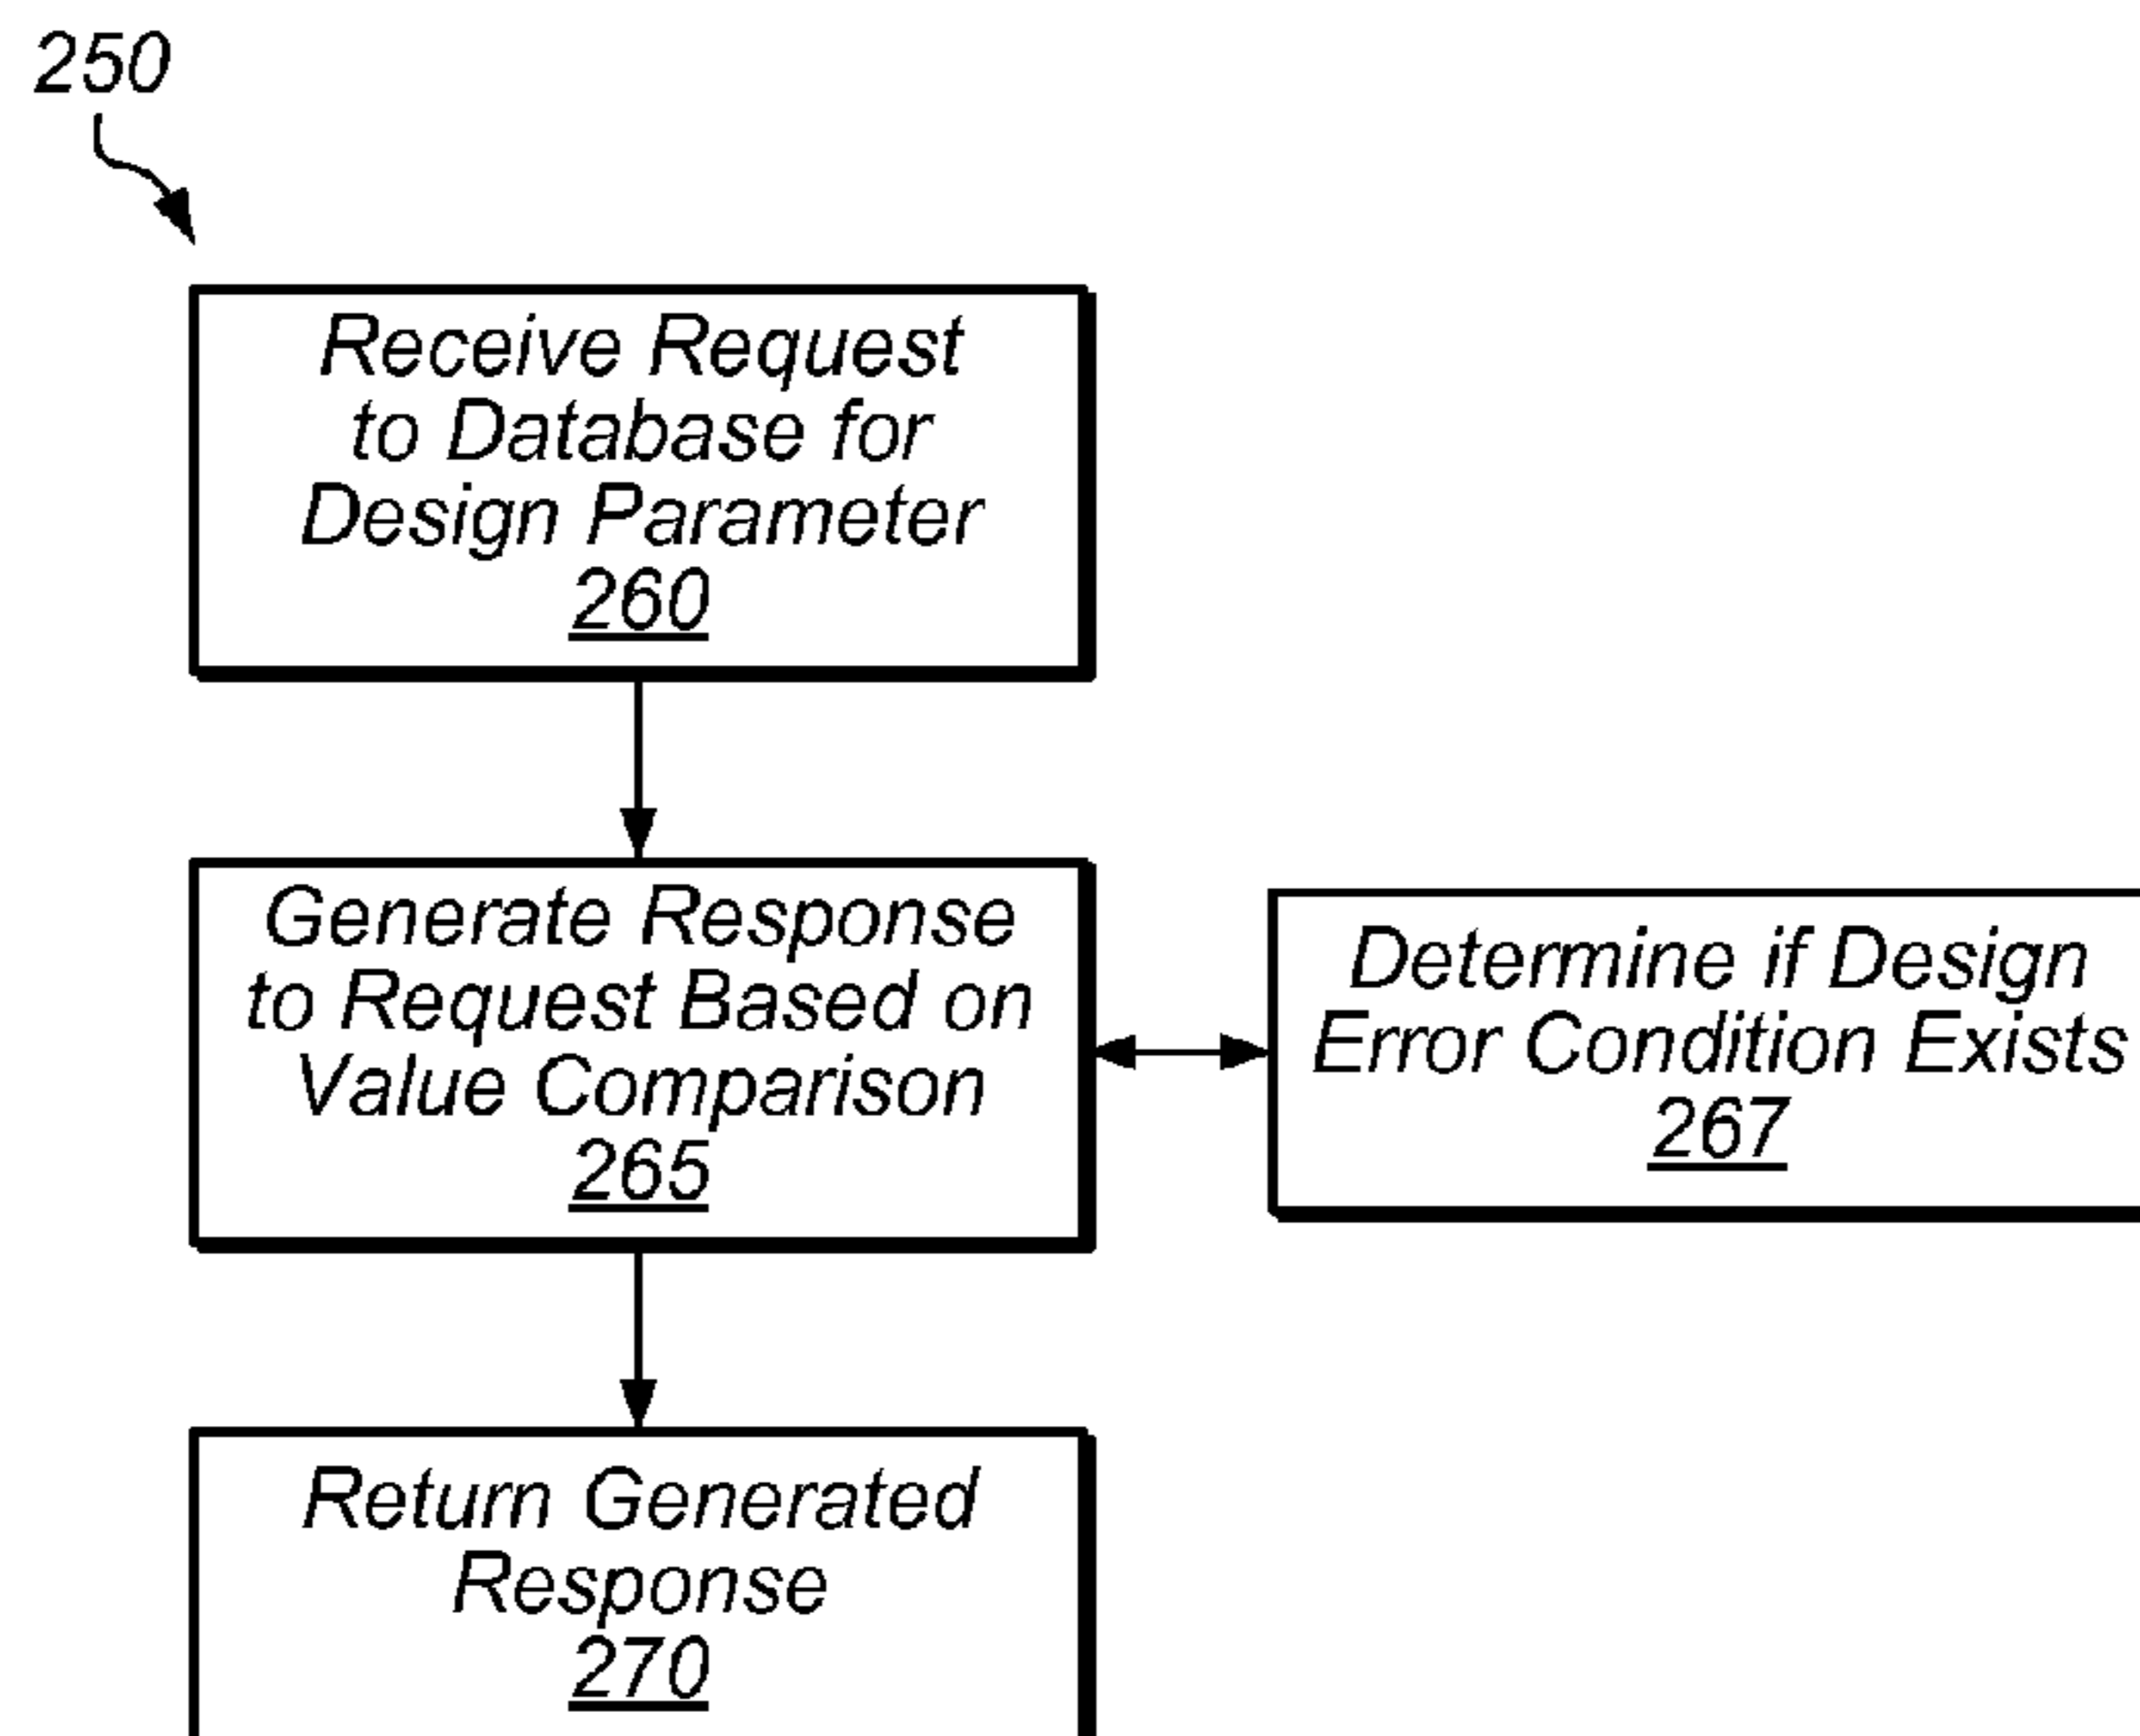 250
Receive Request
to Database for
Design Parameter
260
Generate Response
to Request Based on
Value Comparison
265
Determine if Design
Error Condition Exists
267
Return Generated
Response
270